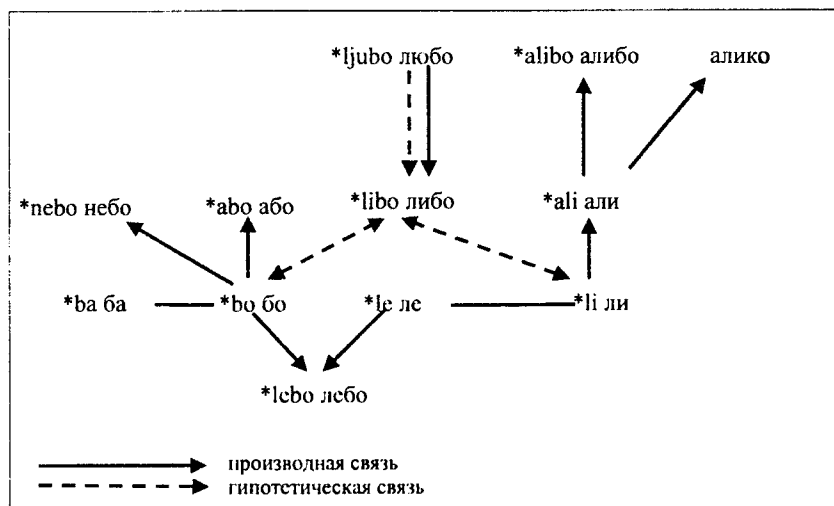 *ljubo любо *alibo алибо алико
*nebo небо *abo або *libo либо *ali али
*ba ба *bo бо *le ле *li ли
*lebo лебо
производная связь
гипотетическая связь